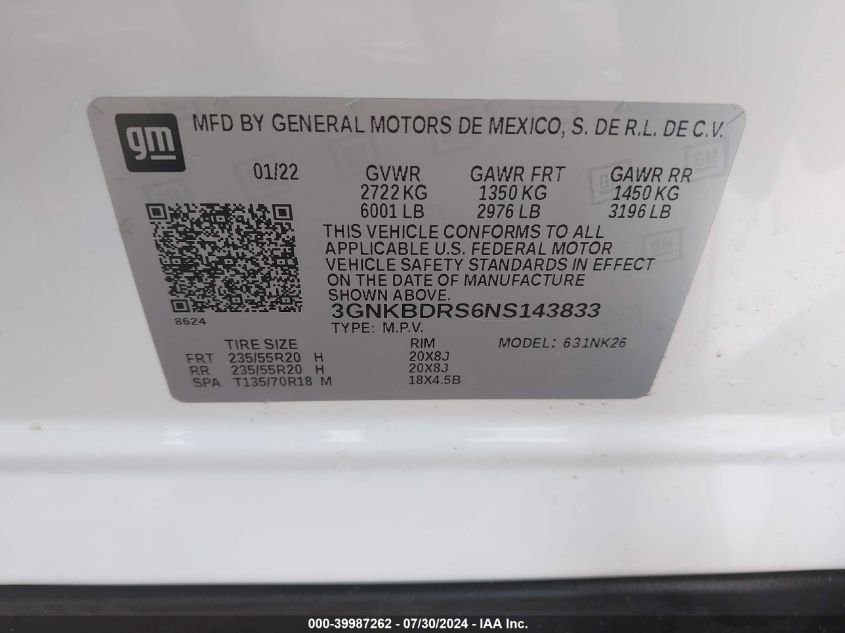 gm MFD BY GENERAL MOTORS DE MEXICO, S. DE R.L. DE C.V.
01/22 GVWR GAWR FRT GAWR RR
2722 KG 1350 KG 1450 KG
6001 LB 2976 LB 3196 LB
THIS VEHICLE CONFORMS TO ALL
APPLICABLE U.S. FEDERAL MOTOR
VEHICLE SAFETY STANDARDS IN EFFECT
ON THE DATE OF MANUFACTURE
SHOWN ABOVE.
3GNKBDRS6NS143833
8624
TYPE: M.P.V.
TIRE SIZE RIM MODEL: 631NK26
FRT 235/55R20 H 20X8J
RR 235/55R20 H 20X8J
SPA T135/70R18 M 18X4.5B
000-39987262 - 07/30/2024 - IAA Inc.